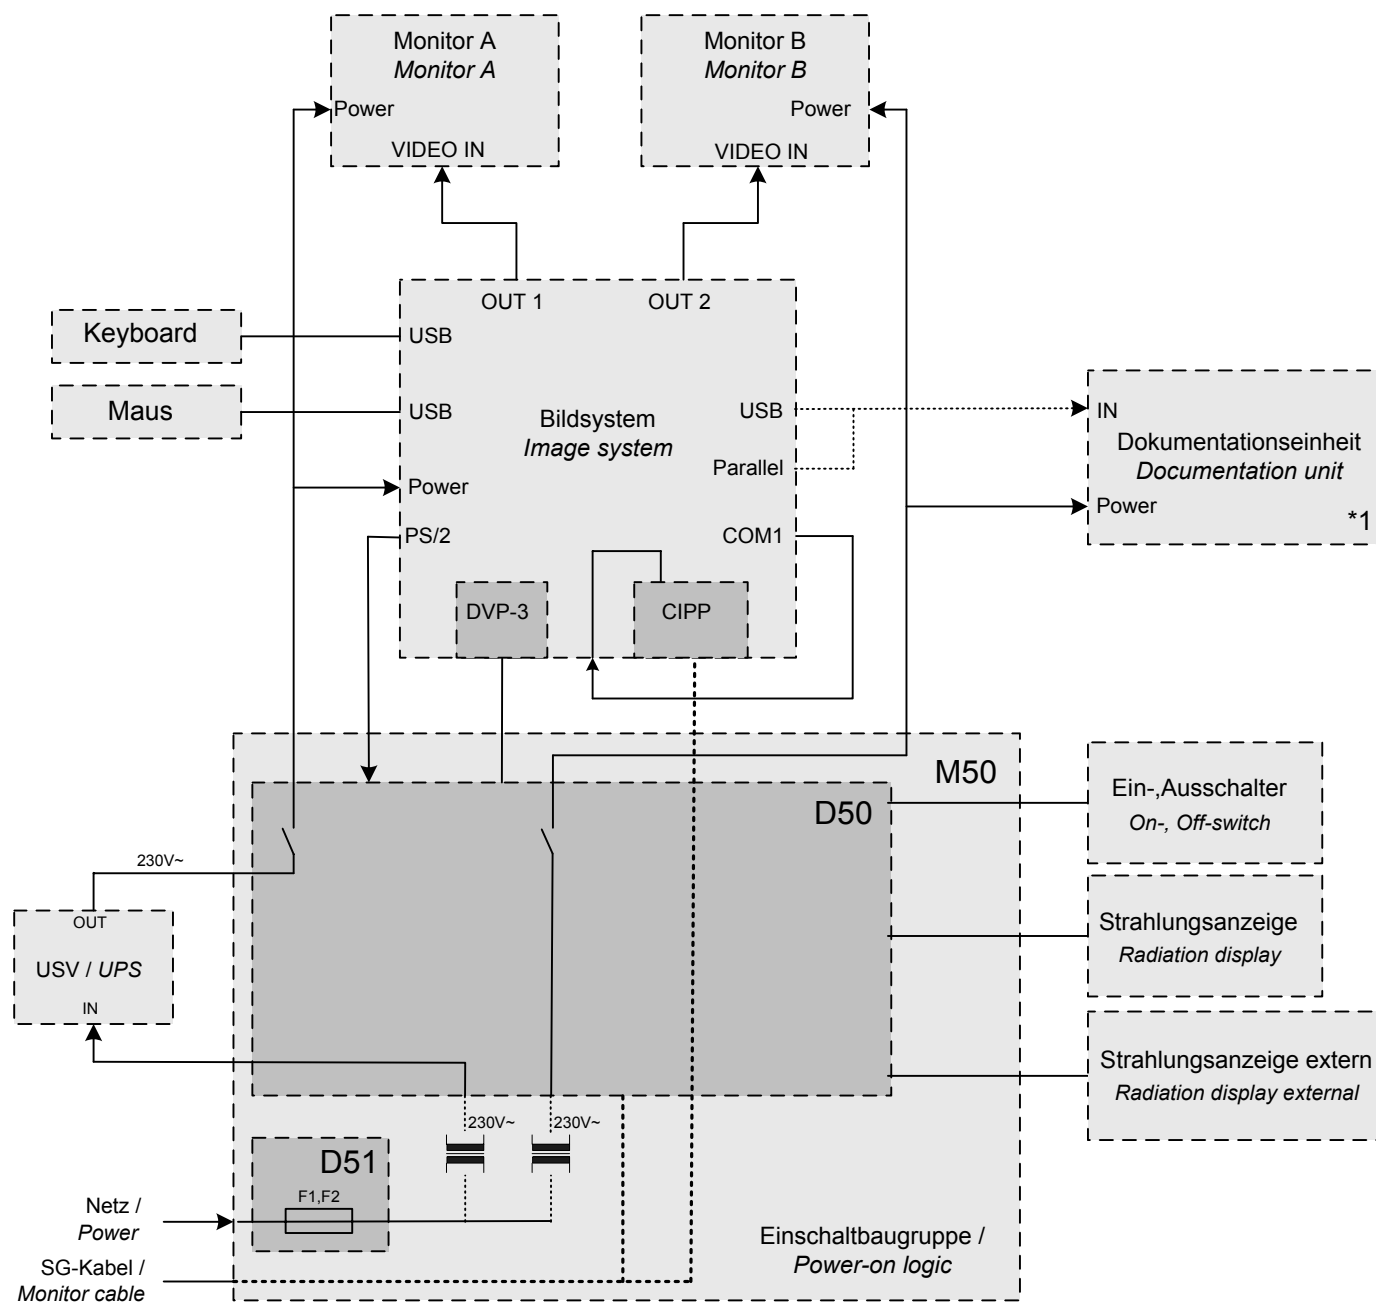 Monitor A
Monitor A
Power
VIDEO IN
Monitor B
Monitor B
Power
VIDEO IN
OUT 1
OUT 2
Keyboard
USB
Maus
USB
Bildsystem
Image system
USB
Parallel
Power
PS/2
COM1
DVP-3
CIPP
IN
Dokumentationseinheit
Documentation unit
Power
*1
M50
D50
Ein-,Ausschalter
On-, Off-switch
230V~
OUT
USV / UPS
IN
Strahlungsanzeige
Radiation display
Strahlungsanzeige extern
Radiation display external
230V~
230V~
D51
F1,F2
Netz /
Power
SG-Kabel /
Monitor cable
Einschaltbaugruppe /
Power-on logic